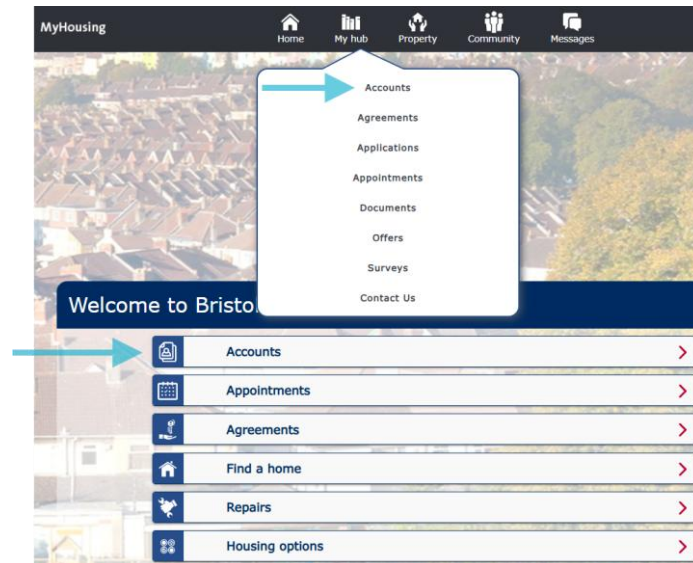 MyHousing
Home My hub Property Community Messages
Accounts
Agreements
Applications
Appointments
Documents
Offers
Surveys
Contact Us
Welcome to Bristo
Accounts
Appointments
Agreements
Find a home
Repairs
Housing options